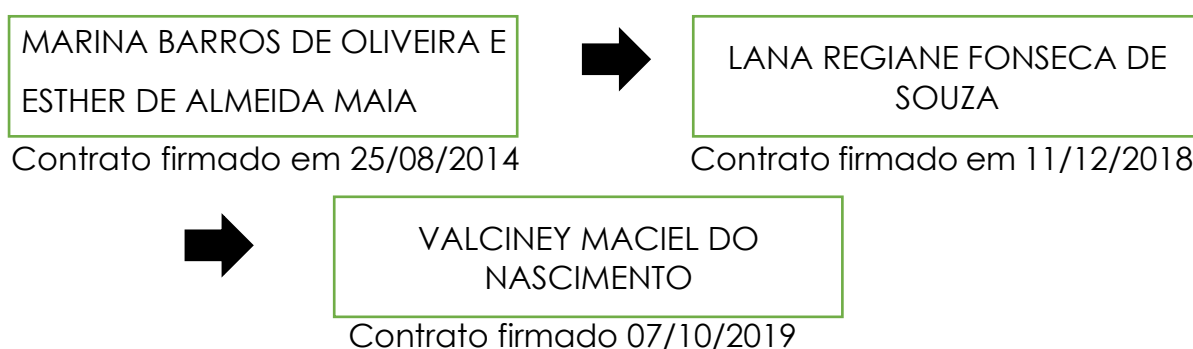 MARINA BARROS DE OLIVEIRA E
ESTHER DE ALMEIDA MAIA
Contrato firmado em 25/08/2014
LANA REGIANE FONSECA DE
SOUZA
Contrato firmado em 11/12/2018
VALCINEY MACIEL DO
NASCIMENTO
Contrato firmado 07/10/2019